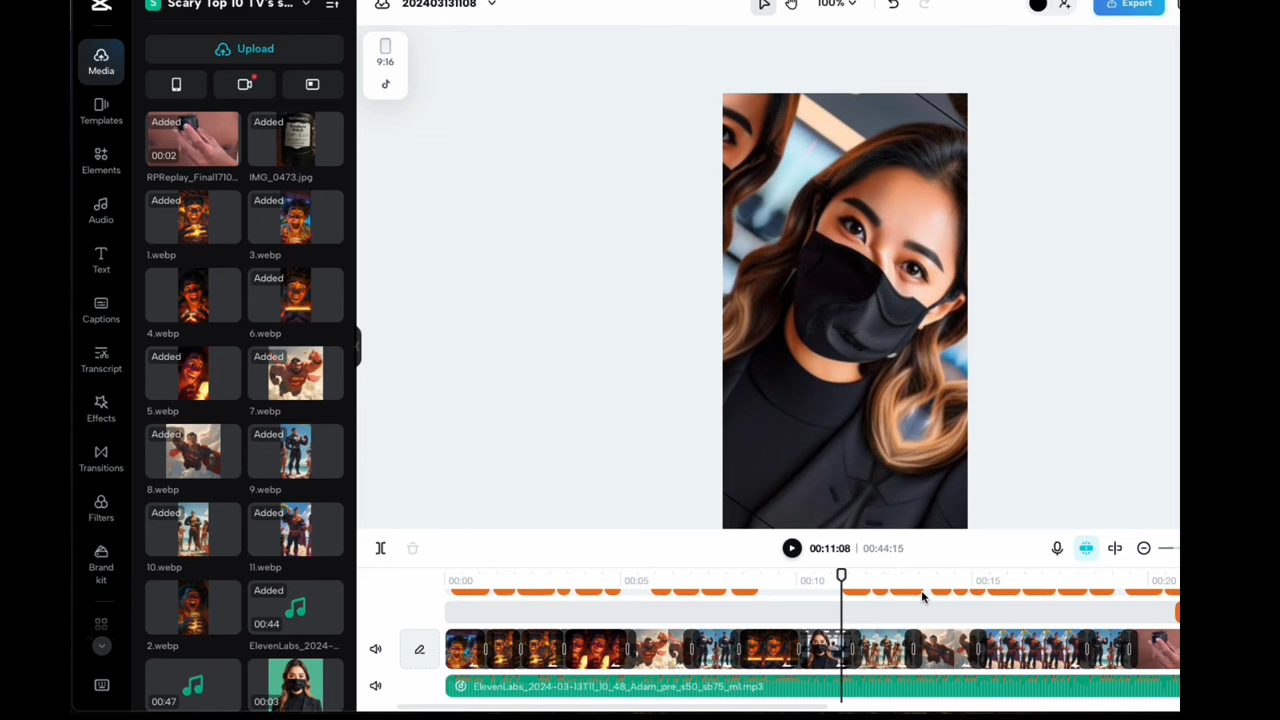 S Scary Top 10 TV's s...
202403131108
100%
Export
Upload
9:16
Media
Templates
Elements
Audio
Text
Captions
Transcript
Effects
Transitions
Filters
Brand
kit
Added
00:02
Added
RPReplay_Final1710...
IMG_0473.jpg
Added
Added
1.webp
3.webp
Added
4.webp
6.webp
Added
Added
5.webp
7.webp
Added
Added
8.webp
9.webp
Added
Added
10.webp
11.webp
Added
00:44
2.webp
ElevenLabs_2024-...
00:47
00:03
00:11:08 | 00:44:15
00:00
00:05
00:10
00:15
00:20
ElevenLabs_2024-03-13T11_10_48_Adam_pre_s50_sb75_m1.mp3